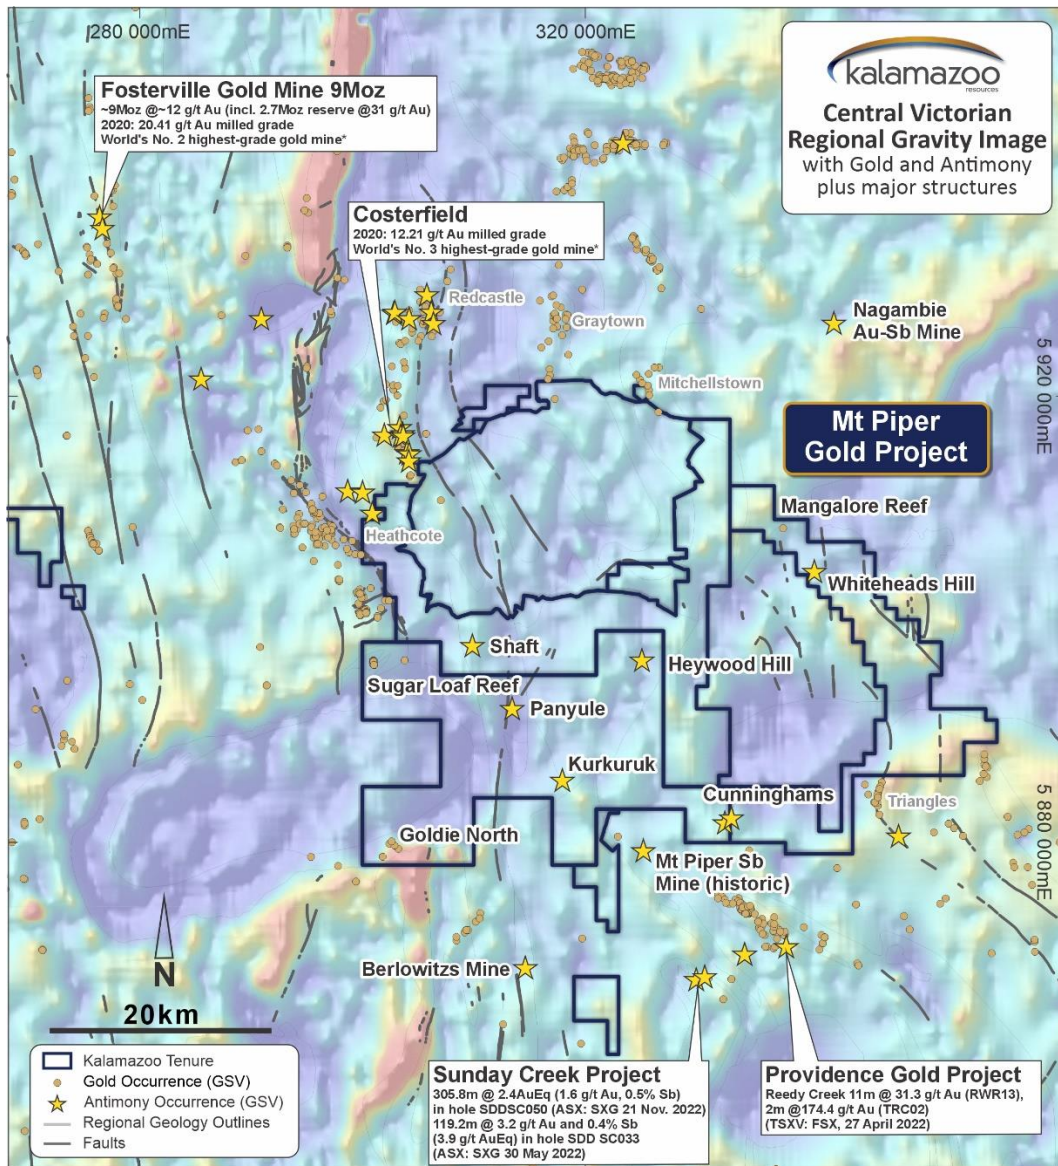 280 000mE
320 000mE
kalamazoo
resources
Central Victorian
Regional Gravity Image
with Gold and Antimony
plus major structures
Fosterville Gold Mine 9Moz
~9Moz @~12 g/t Au (incl. 2.7Moz reserve @31 g/t Au)
2020: 20.41 g/t Au milled grade
World's No. 2 highest-grade gold mine*
Costerfield
2020: 12.21 g/t Au milled grade
World's No. 3 highest-grade gold mine*
Redcastle
Graytown
Nagambie
Au-Sb Mine
5 920 000mE
Mitchellstown
Mt Piper
Gold Project
Mangalore Reef
Heathcote
Whiteheads Hill
Shaft
Heywood Hill
Sugar Loaf Reef
Panyule
Kurkuruk
Cunninghams
Triangles
5 880 000mE
Goldie North
Mt Piper Sb
Mine (historic)
Berlowitzs Mine
N
20km
Kalamazoo Tenure
Gold Occurrence (GSV)
Antimony Occurrence (GSV)
Regional Geology Outlines
Faults
Sunday Creek Project
305.8m @ 2.4AuEq (1.6 g/t Au, 0.5% Sb)
in hole SDDSC050 (ASX: SXG 21 Nov. 2022)
119.2m @ 3.2 g/t Au and 0.4% Sb
(3.9 g/t AuEq) in hole SDD SC033
(ASX: SXG 30 May 2022)
Providence Gold Project
Reedy Creek 11m @ 31.3 g/t Au (RWR13),
2m @174.4 g/t Au (TRC02)
(TSXV: FSX, 27 April 2022)